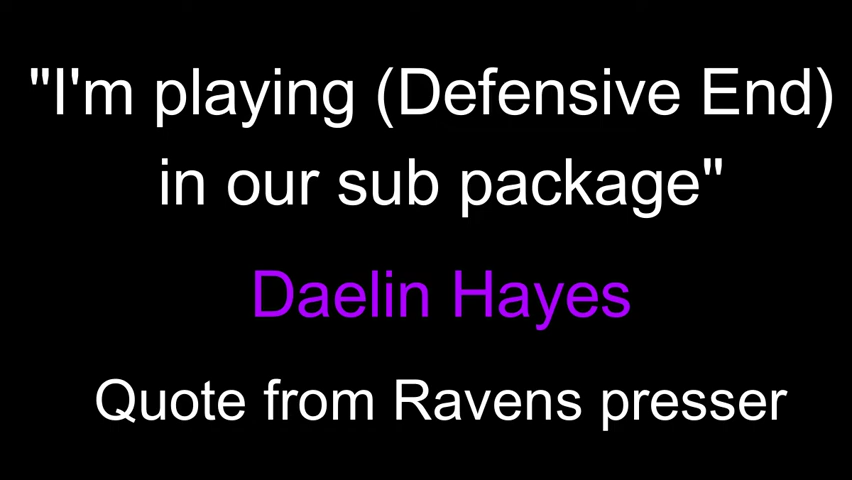 "I'm playing (Defensive End)
in our sub package"
Daelin Hayes
Quote from Ravens presser